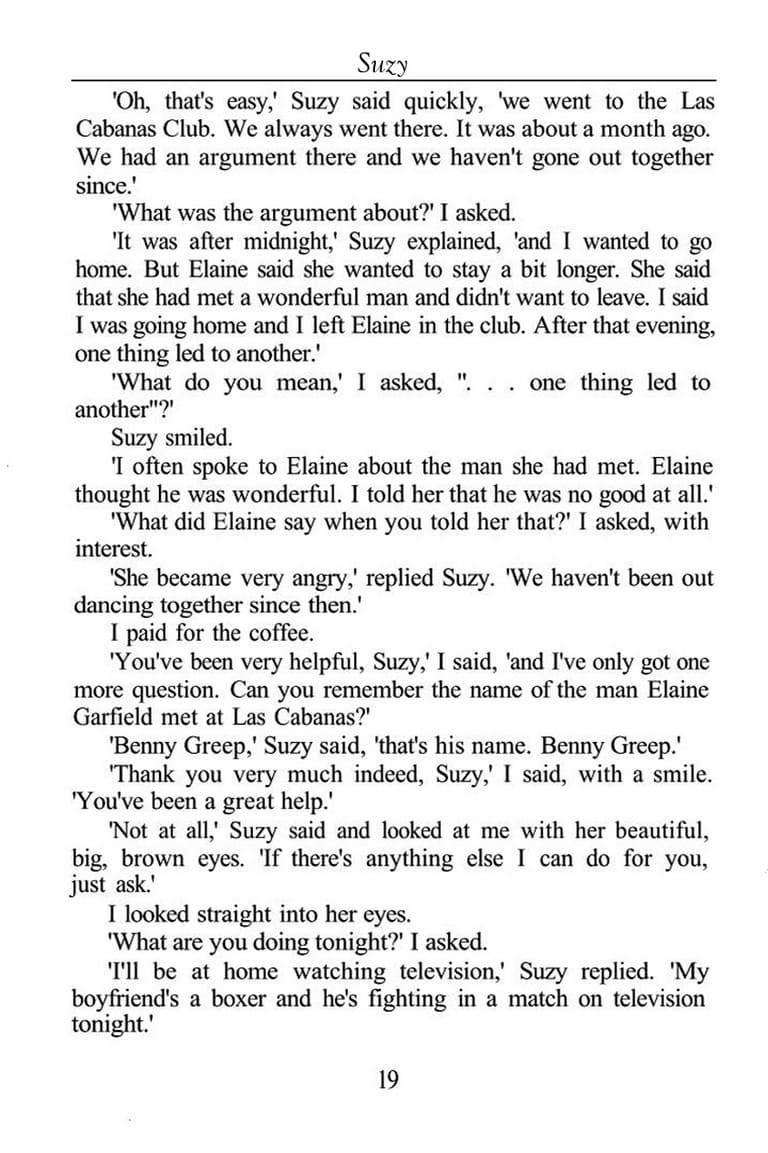 Suzy
'Oh, that's easy,' Suzy said quickly, 'we went to the Las
Cabanas Club. We always went there. It was about a month ago.
We had an argument there and we haven't gone out together
since.'
'What was the argument about?' I asked.
'It was after midnight,' Suzy explained, 'and I wanted to go
home. But Elaine said she wanted to stay a bit longer. She said
that she had met a wonderful man and didn't want to leave. I said
I was going home and I left Elaine in the club. After that evening,
one thing led to another.'
'What do you mean,' I asked, ". . . one thing led to
another"?'
Suzy smiled.
'I often spoke to Elaine about the man she had met. Elaine
thought he was wonderful. I told her that he was no good at all.'
'What did Elaine say when you told her that?' I asked, with
interest.
'She became very angry,' replied Suzy. 'We haven't been out
dancing together since then.'
I paid for the coffee.
'You've been very helpful, Suzy,' I said, 'and I've only got one
more question. Can you remember the name of the man Elaine
Garfield met at Las Cabanas?'
'Benny Greep,' Suzy said, 'that's his name. Benny Greep.'
'Thank you very much indeed, Suzy,' I said, with a smile.
'You've been a great help.'
'Not at all,' Suzy said and looked at me with her beautiful,
big, brown eyes. 'If there's anything else I can do for you,
just ask.'
I looked straight into her eyes.
'What are you doing tonight?' I asked.
'I'll be at home watching television,' Suzy replied. 'My
boyfriend's a boxer and he's fighting in a match on television
tonight.'
19